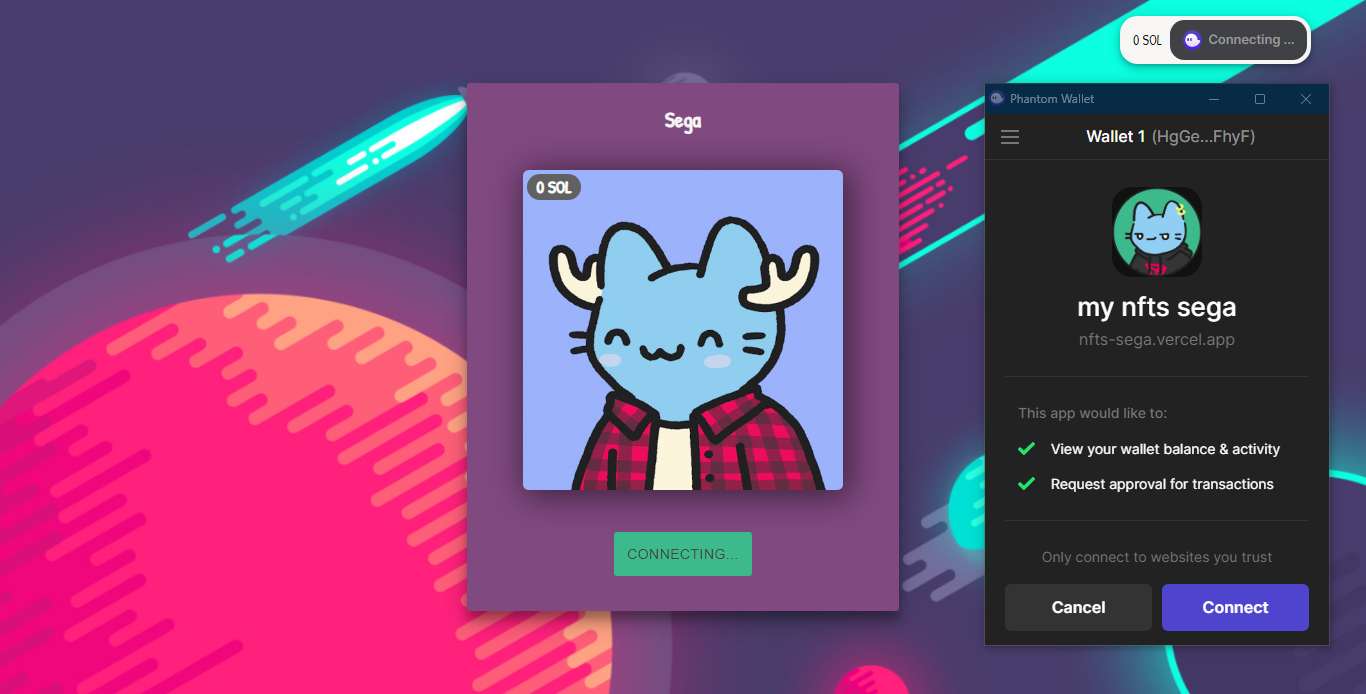 0 SOL
Connecting ...
Sega
0 SOL
CONNECTING...
Phantom Wallet
Wallet 1 (HgGe...FhyF)
my nfts sega
nfts-sega.vercel.app
This app would like to:
View your wallet balance & activity
Request approval for transactions
Only connect to websites you trust
Cancel
Connect